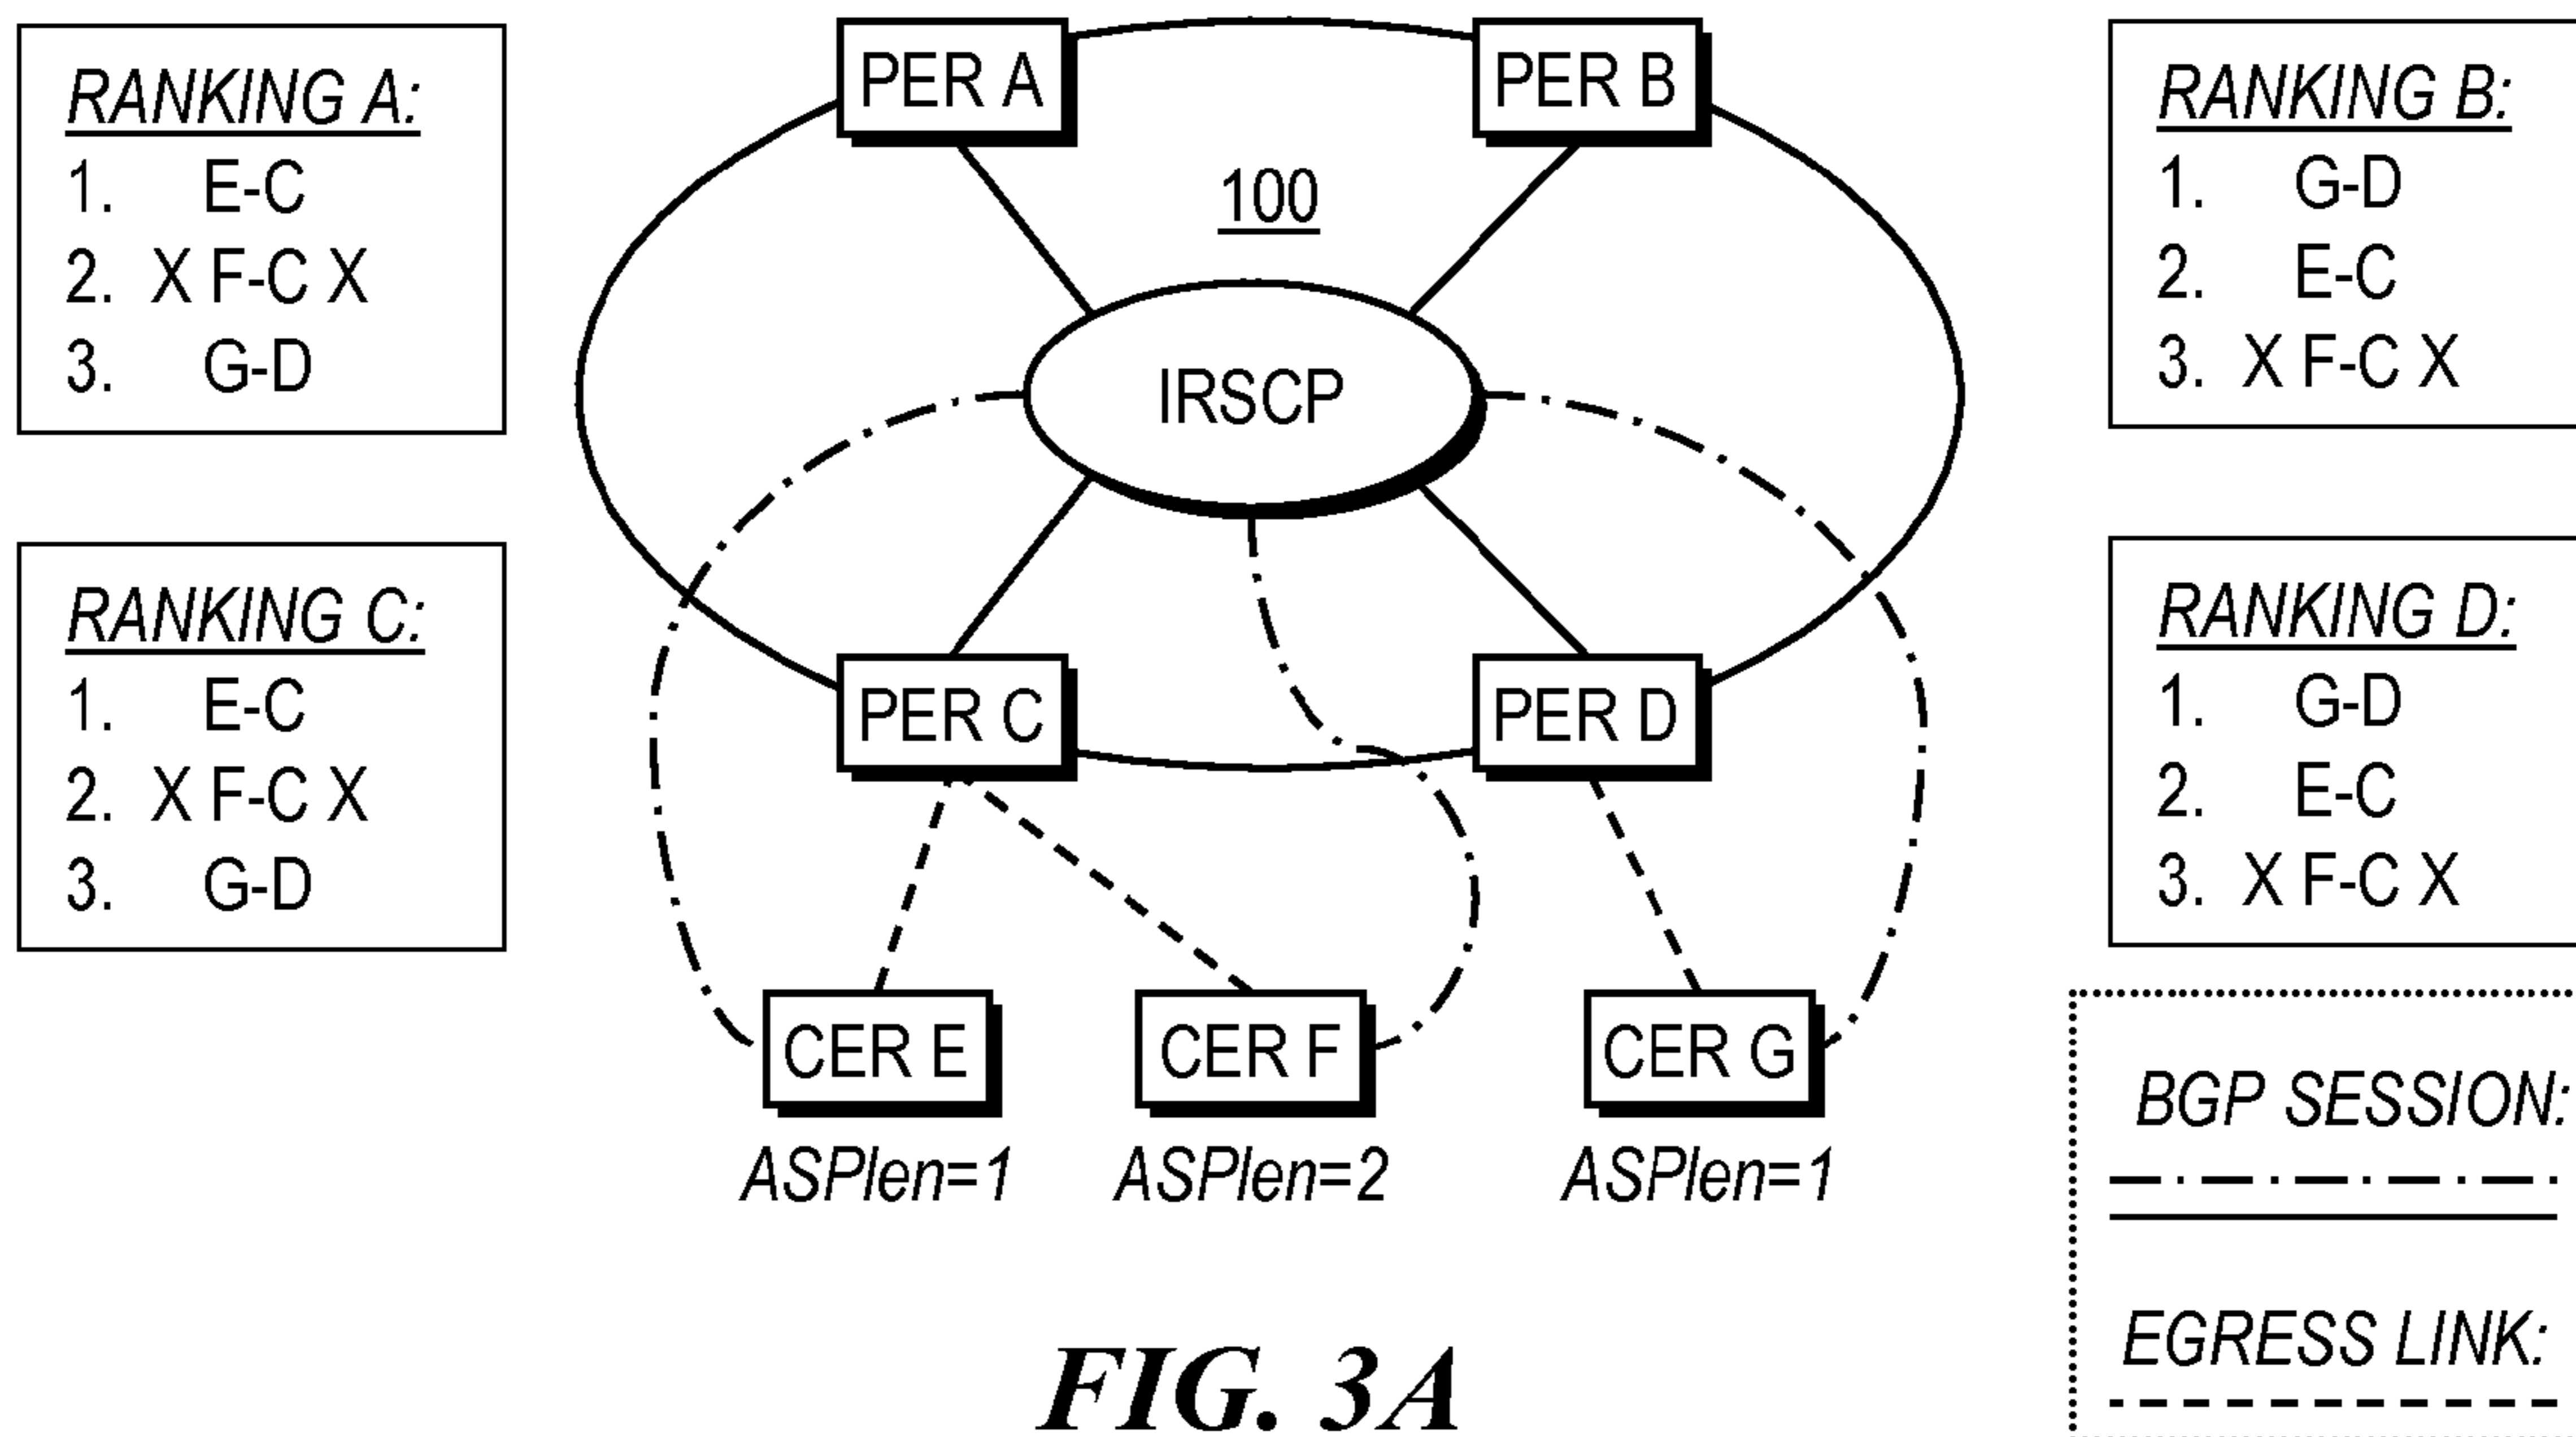 RANKING A:
1. E-C
2. X F-C X
3. G-D
RANKING C:
1. E-C
2. X F-C X
3. G-D
PER A
PER B
100
IRSCP
PER C
PER D
CER E
CER F
CER G
ASPlen=1
ASPlen=2
ASPlen=1
RANKING B:
1. G-D
2. E-C
3. X F-C X
RANKING D:
1. G-D
2. E-C
3. X F-C X
BGP SESSION:
EGRESS LINK:
FIG. 3A